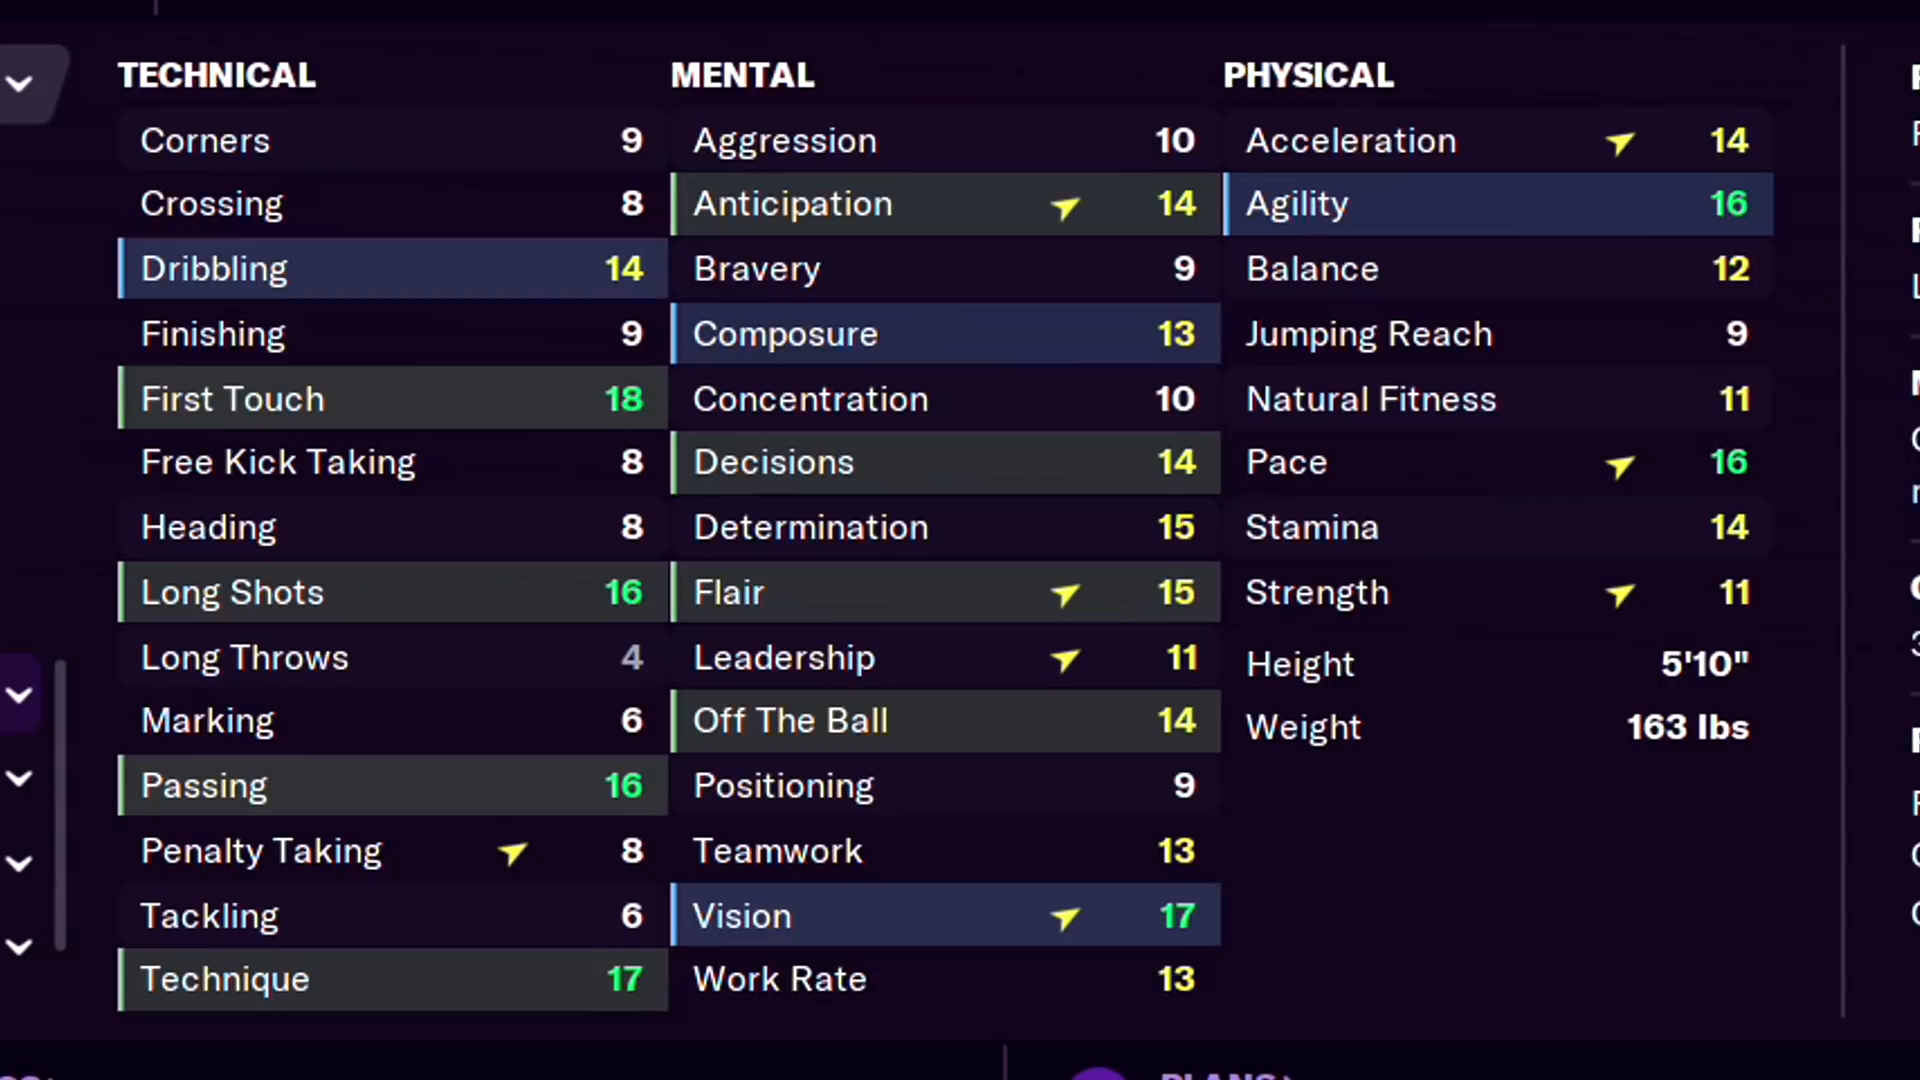 TECHNICAL
Corners 9
Crossing 8
Dribbling 14
Finishing 9
First Touch 18
Free Kick Taking 8
Heading 8
Long Shots 16
Long Throws 4
Marking 6
Passing 16
Penalty Taking 8
Tackling 6
Technique 17
MENTAL
Aggression 10
Anticipation 14
Bravery 9
Composure 13
Concentration 10
Decisions 14
Determination 15
Flair 15
Leadership 11
Off The Ball 14
Positioning 9
Teamwork 13
Vision 17
Work Rate 13
PHYSICAL
Acceleration 14
Agility 16
Balance 12
Jumping Reach 9
Natural Fitness 11
Pace 16
Stamina 14
Strength 11
Height 5'10"
Weight 163 lbs